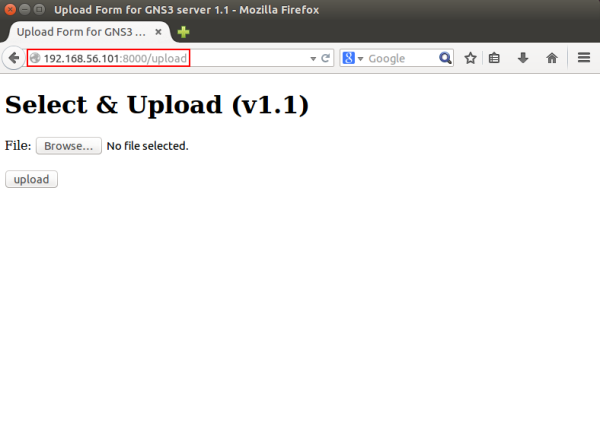 Upload Form for GNS3 server 1.1 - Mozilla Firefox
Upload Form for GNS3 ...
192.168.56.101:8000/upload
Google
Select & Upload (v1.1)
File: Browse... No file selected.
upload